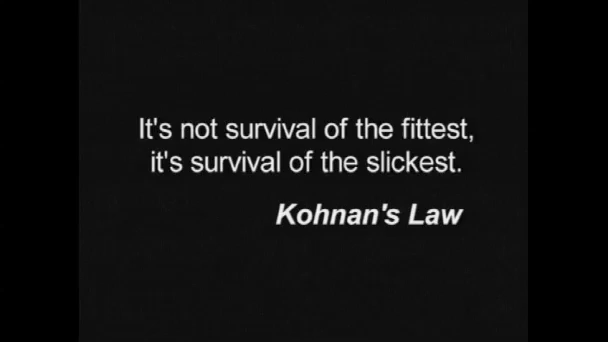 It's not survival of the fittest,
it's survival of the slickest.
Kohnan's Law